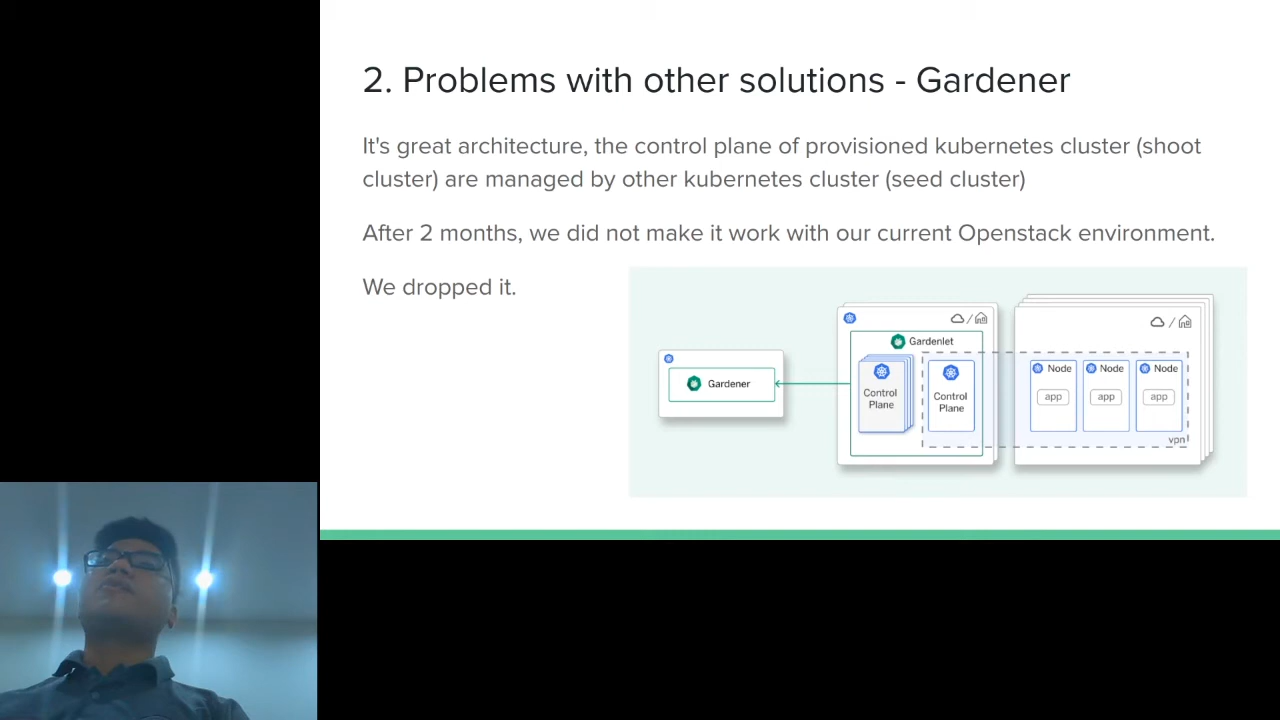 2. Problems with other solutions - Gardener
It's great architecture, the control plane of provisioned kubernetes cluster (shoot
cluster) are managed by other kubernetes cluster (seed cluster)
After 2 months, we did not make it work with our current Openstack environment.
We dropped it.
Gardener
Gardenlet
Control
Plane
Control
Plane
Node
app
Node
app
Node
app
vpn